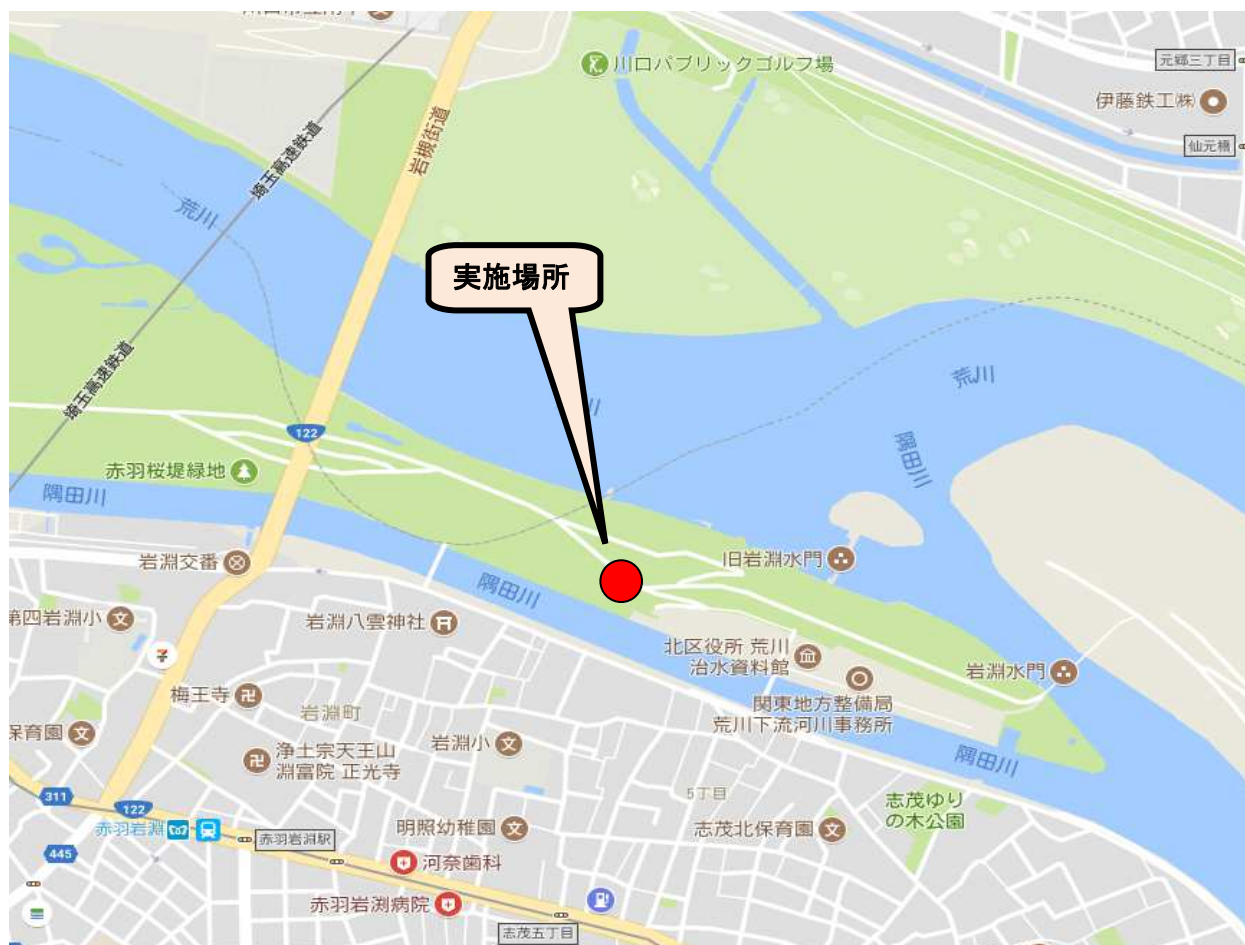 川口パブリックゴルフ場
元郷三丁目
伊藤鉄工㈱
仙元橋
埼玉高速鉄道
岩槻街道
荒川
実施場所
埼玉高速鉄道
荒川
川
122
隅田川
赤羽桜堤緑地
隅田川
岩淵交番
旧岩淵水門
隅田川
第四岩淵小
岩淵八雲神社
北区役所 荒川
治水資料館
岩淵水門
関東地方整備局
荒川下流河川事務所
梅王寺
岩淵町
保育園
岩淵小
浄土宗天王山
淵富院 正光寺
隅田川
5丁目
志茂ゆり
の木公園
311
122
赤羽岩淵
赤羽岩淵駅
明照幼稚園
志茂北保育園
445
河奈歯科
赤羽岩渕病院
志茂五丁目